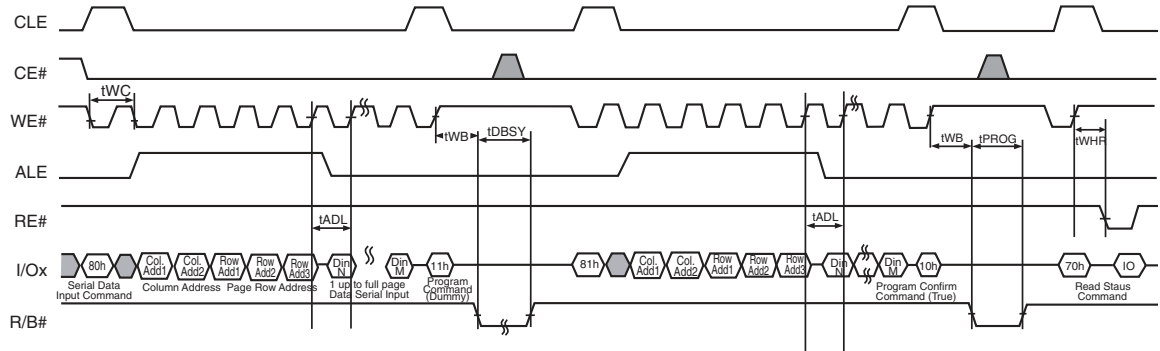 CLE
CE#
tWC
WE#
tWB
tDBSY
tWB
tPROG
tWHR
ALE
RE#
tADL
tADL
I/Ox
80h
Col. Add1
Col. Add2
Row Add1
Row Add2
Row Add3
Din N
Din M
11h
81h
Col. Add1
Col. Add2
Row Add1
Row Add2
Row Add3
Din N
Din M
10h
70h
IO
Serial Data
Input Command
Column Address
Page Row Address
1 up to full page
Data Serial Input
Program
Command
(Dummy)
Program Confirm
Command (True)
Read Staus
Command
R/B#